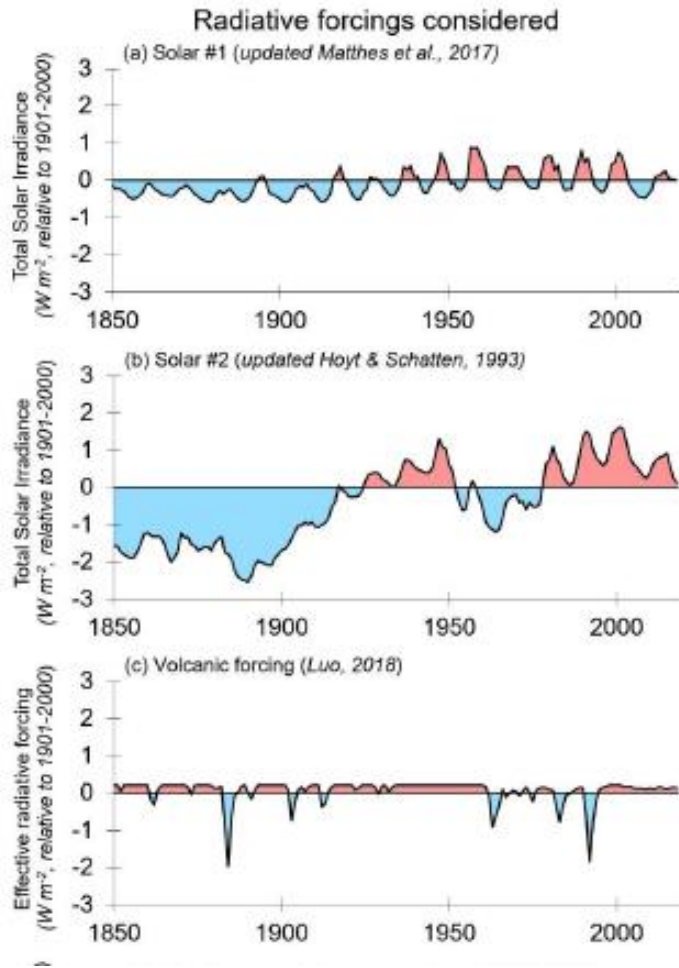 Radiative forcings considered
(a) Solar #1 (updated Matthes et al., 2017)
Total Solar Irradiance
(W m-2, relative to 1901-2000)
3
2
1
0
-1
-2
-3
1850 1900 1950 2000
(b) Solar #2 (updated Hoyt & Schatten, 1993)
Total Solar Irradiance
(W m-2, relative to 1901-2000)
3
2
1
0
-1
-2
-3
1850 1900 1950 2000
(c) Volcanic forcing (Luo, 2018)
Effective radiative forcing
(W m-2, relative to 1901-2000)
3
2
1
0
-1
-2
-3
1850 1900 1950 2000